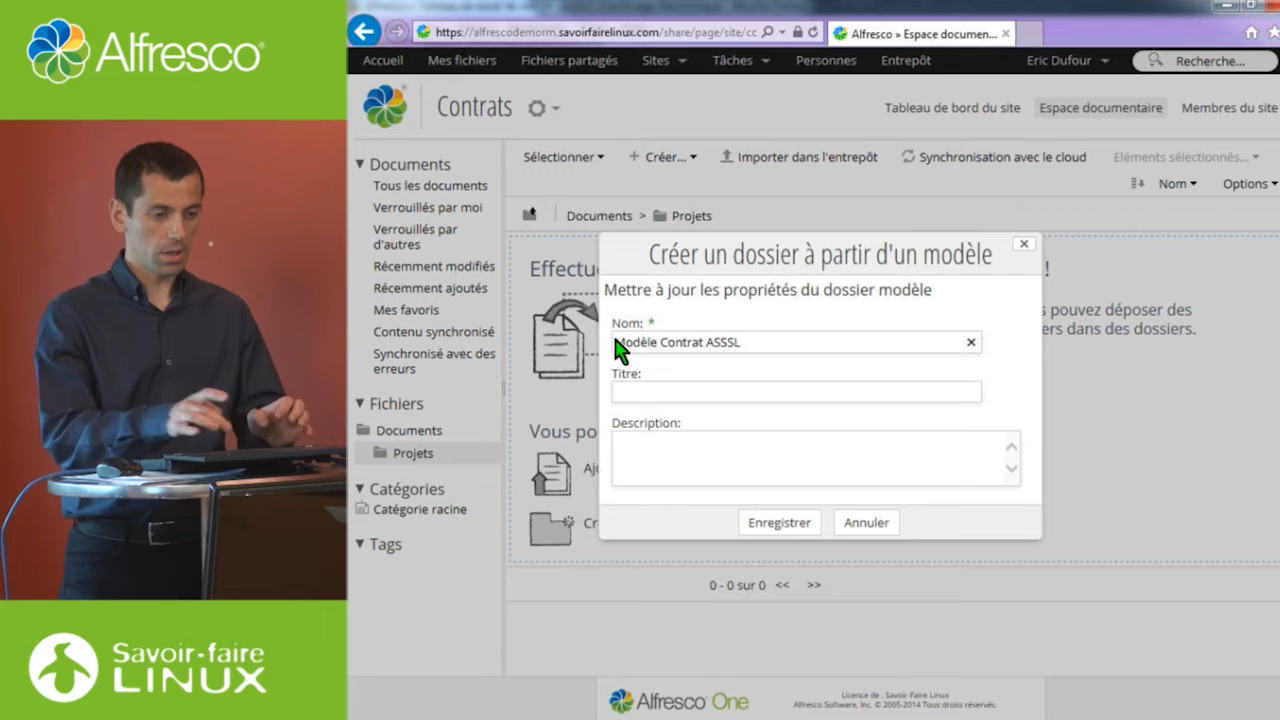 Alfresco
https://alfrescodemorm.savoirfairelinux.com/share/page/site/cc
Alfresco » Espace documen...
Accueil
Mes fichiers
Fichiers partagés
Sites
Tâches
Personnes
Entrepôt
Eric Dufour
Recherche...
Contrats
Tableau de bord du site
Espace documentaire
Membres du site
Documents
Tous les documents
Verrouillés par moi
Verrouillés par
d'autres
Récemment modifiés
Récemment ajoutés
Mes favoris
Contenu synchronisé
Synchronisé avec des
erreurs
Fichiers
Documents
Projets
Catégories
Catégorie racine
Tags
Sélectionner
+ Créer...
Importer dans l'entrepôt
Synchronisation avec le cloud
Eléments sélectionnés...
Nom
Options
Documents > Projets
Effectue
!
pouvez déposer des
ers dans des dossiers.
Vous po
Ajo
Cr
Créer un dossier à partir d'un modèle
Mettre à jour les propriétés du dossier modèle
Nom: *
Modèle Contrat ASSSL
Titre:
Description:
Enregistrer
Annuler
0 - 0 sur 0 << >>
Alfresco One
Licence de : Savoir-Faire Linux
Alfresco Software, Inc. © 2005-2014 Tous droits réservés.
Savoir-faire
LINUX